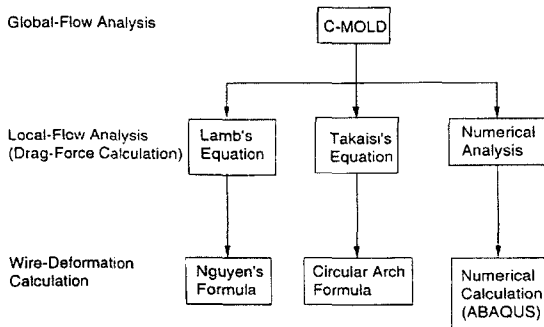 Global-Flow Analysis
C-MOLD
Local-Flow Analysis
(Drag-Force Calculation)
Lamb's
Equation
Takaisi's
Equation
Numerical
Analysis
Wire-Deformation
Calculation
Nguyen's
Formula
Circular Arch
Formula
Numerical
Calculation
(ABAQUS)